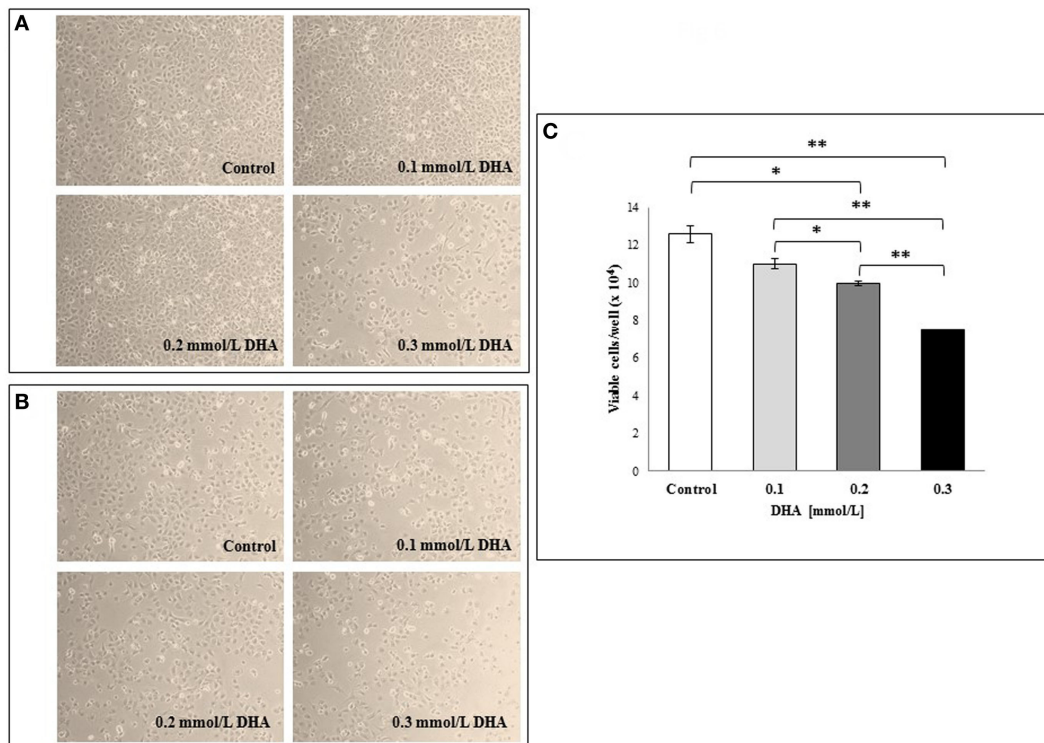 A
Control
0.1 mmol/L DHA
0.2 mmol/L DHA
0.3 mmol/L DHA
B
Control
0.1 mmol/L DHA
0.2 mmol/L DHA
0.3 mmol/L DHA
C
**
*
**
*
**
Viable cells/well (x 10⁴)
14
12
10
8
6
4
2
0
Control 0.1 0.2 0.3
DHA [mmol/L]